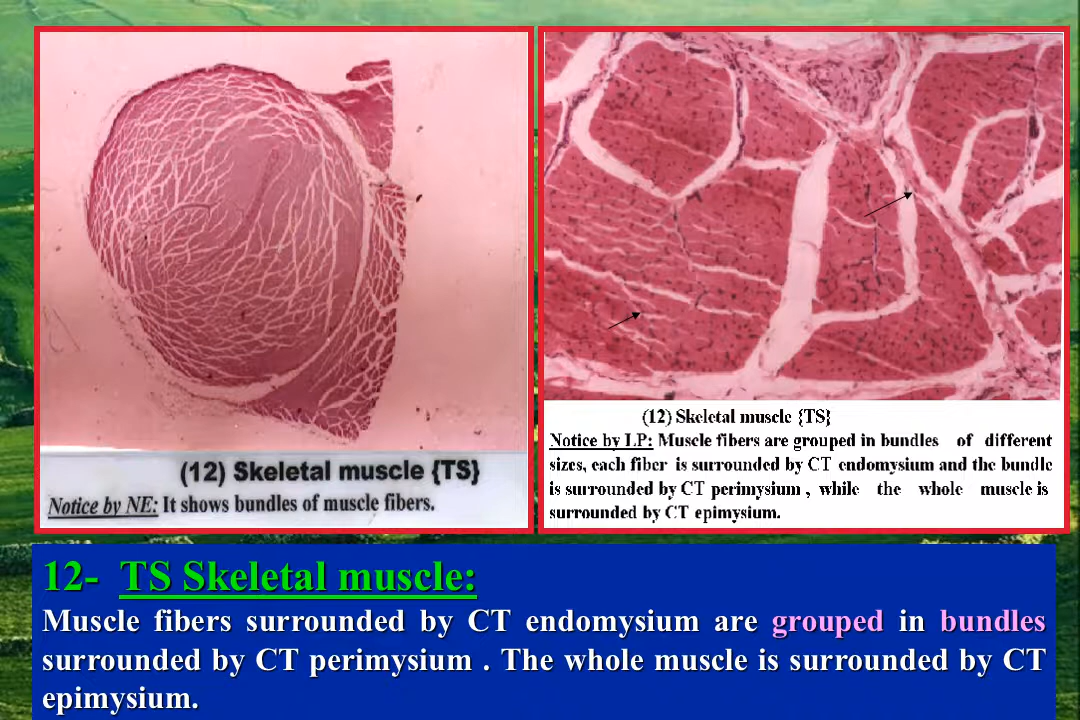 (12) Skeletal muscle {TS}
Notice by NE: It shows bundles of muscle fibers.
(12) Skeletal muscle {TS}
Notice by LP: Muscle fibers are grouped in bundles of different
sizes, each fiber is surrounded by CT endomysium and the bundle
is surrounded by CT perimysium , while the whole muscle is
surrounded by CT epimysium.
12- TS Skeletal muscle:
Muscle fibers surrounded by CT endomysium are grouped in bundles
surrounded by CT perimysium . The whole muscle is surrounded by CT
epimysium.